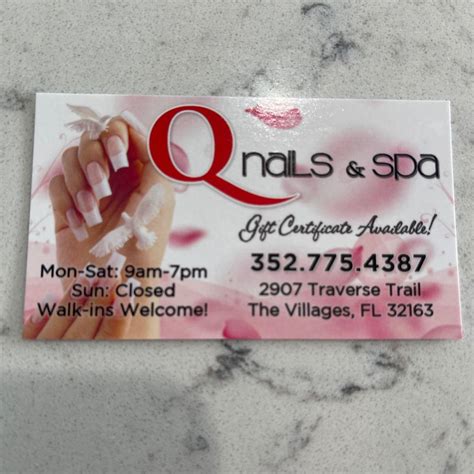 Q nails & spa
Gift Certificate Available!
352.775.4387
2907 Traverse Trail
The Villages, FL 32163
Mon-Sat: 9am-7pm
Sun: Closed
Walk-ins Welcome!